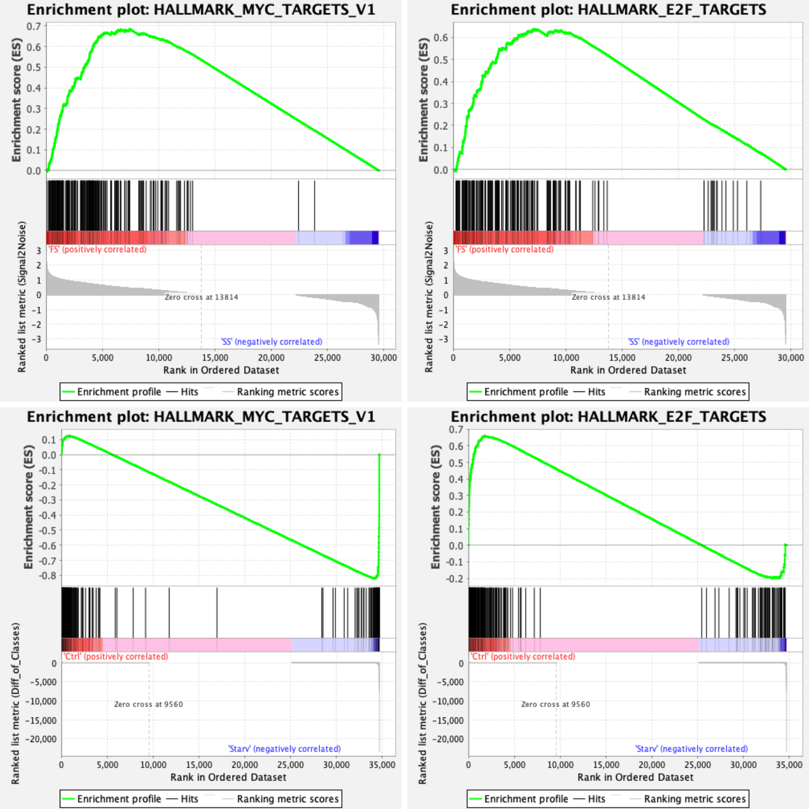 Enrichment plot: HALLMARK_MYC_TARGETS_V1
Enrichment score (ES)
0.7
0.6
0.5
0.4
0.3
0.2
0.1
0.0
'FS' (positively correlated)
Ranked list metric (Signal2Noise)
3
2
1
0
-1
-2
-3
Zero cross at 13814
'SS' (negatively correlated)
0 5,000 10,000 15,000 20,000 25,000 30,000
Rank in Ordered Dataset
Enrichment profile Hits Ranking metric scores
Enrichment plot: HALLMARK_E2F_TARGETS
Enrichment score (ES)
0.6
0.5
0.4
0.3
0.2
0.1
0.0
'FS' (positively correlated)
Ranked list metric (Signal2Noise)
3
2
1
0
-1
-2
-3
Zero cross at 13814
'SS' (negatively correlated)
0 5,000 10,000 15,000 20,000 25,000 30,000
Rank in Ordered Dataset
Enrichment profile Hits Ranking metric scores
Enrichment plot: HALLMARK_MYC_TARGETS_V1
Enrichment score (ES)
0.1
0.0
-0.1
-0.2
-0.3
-0.4
-0.5
-0.6
-0.7
-0.8
'Ctrl' (positively correlated)
Ranked list metric (Diff_of_Classes)
0
-5,000
-10,000
-15,000
-20,000
Zero cross at 9560
'Starv' (negatively correlated)
0 5,000 10,000 15,000 20,000 25,000 30,000 35,000
Rank in Ordered Dataset
Enrichment profile Hits Ranking metric scores
Enrichment plot: HALLMARK_E2F_TARGETS
Enrichment score (ES)
0.7
0.6
0.5
0.4
0.3
0.2
0.1
0.0
-0.1
-0.2
'Ctrl' (positively correlated)
Ranked list metric (Diff_of_Classes)
0
-5,000
-10,000
-15,000
-20,000
Zero cross at 9560
'Starv' (negatively correlated)
0 5,000 10,000 15,000 20,000 25,000 30,000 35,000
Rank in Ordered Dataset
Enrichment profile Hits Ranking metric scores